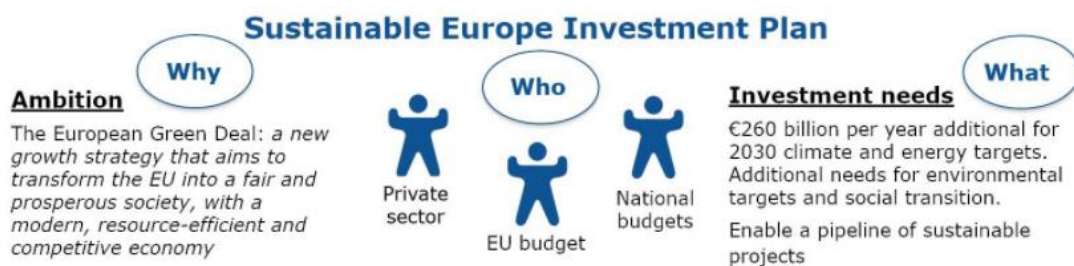 Sustainable Europe Investment Plan
Why
Ambition
The European Green Deal: a new
growth strategy that aims to
transform the EU into a fair and
prosperous society, with a
modern, resource-efficient and
competitive economy
Who
Private
sector
EU budget
National
budgets
What
Investment needs
€260 billion per year additional for
2030 climate and energy targets.
Additional needs for environmental
targets and social transition.
Enable a pipeline of sustainable
projects